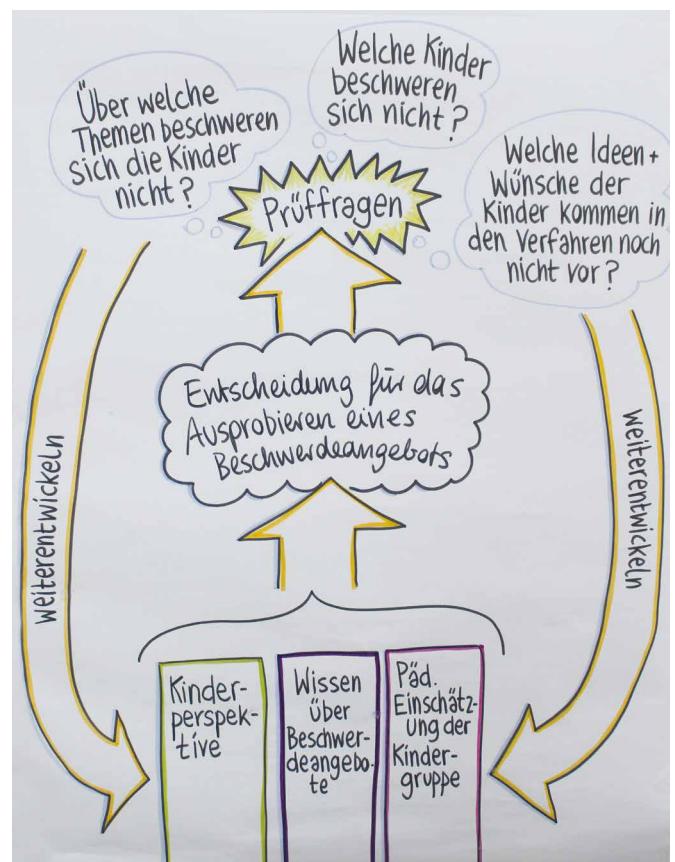 Welche Kinder
beschweren
sich nicht?
Über welche
Themen beschweren
sich die Kinder
nicht?
Welche Ideen +
Wünsche der
Kinder kommen in
den Verfahren noch
nicht vor?
Prüffragen
Entscheidung für das
Ausprobieren eines
Beschwerdeangebots
Weiterentwickeln
Weiterentwickeln
Kinder-
perspek-
tive
Wissen
über
Beschwer-
deangebo-
te
Päd.
Einschätz-
ung der
Kinder-
gruppe